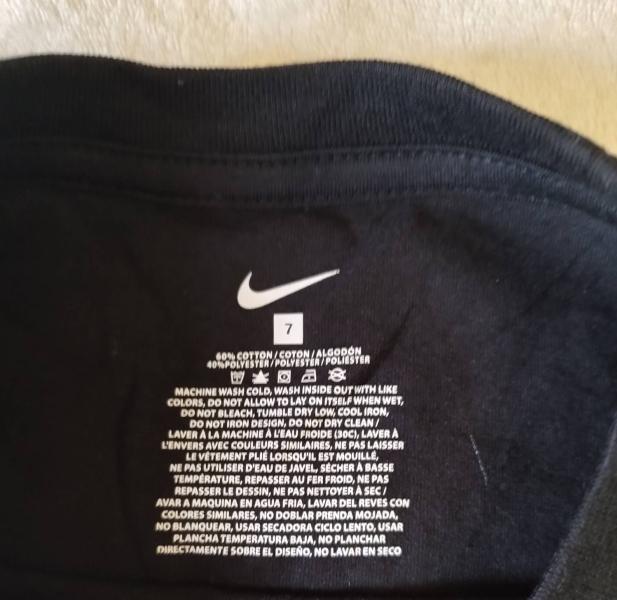 7
60% COTTON / COTON / ALGODÓN
40%POLYESTER / POLYESTER / POLIÉSTER
MACHINE WASH COLD, WASH INSIDE OUT WITH LIKE
COLORS, DO NOT ALLOW TO LAY ON ITSELF WHEN WET,
DO NOT BLEACH, TUMBLE DRY LOW, COOL IRON,
DO NOT IRON DESIGN, DO NOT DRY CLEAN /
LAVER À LA MACHINE À L'EAU FROIDE (30C), LAVER À
L'ENVERS AVEC COULEURS SIMILAIRES, NE PAS LAISSER
LE VÊTEMENT PLIÉ LORSQU'IL EST MOUILLÉ,
NE PAS UTILISER D'EAU DE JAVEL, SÉCHER À BASSE
TEMPÉRATURE, REPASSER AU FER FROID, NE PAS
REPASSER LE DESSIN, NE PAS NETTOYER À SEC /
AVAR A MAQUINA EN AGUA FRIA, LAVAR DEL REVES CON
COLORES SIMILARES, NO DOBLAR PRENDA MOJADA,
NO BLANQUEAR, USAR SECADORA CICLO LENTO, USAR
PLANCHA TEMPERATURA BAJA, NO PLANCHAR
DIRECTAMENTE SOBRE EL DISEÑO, NO LAVAR EN SECO